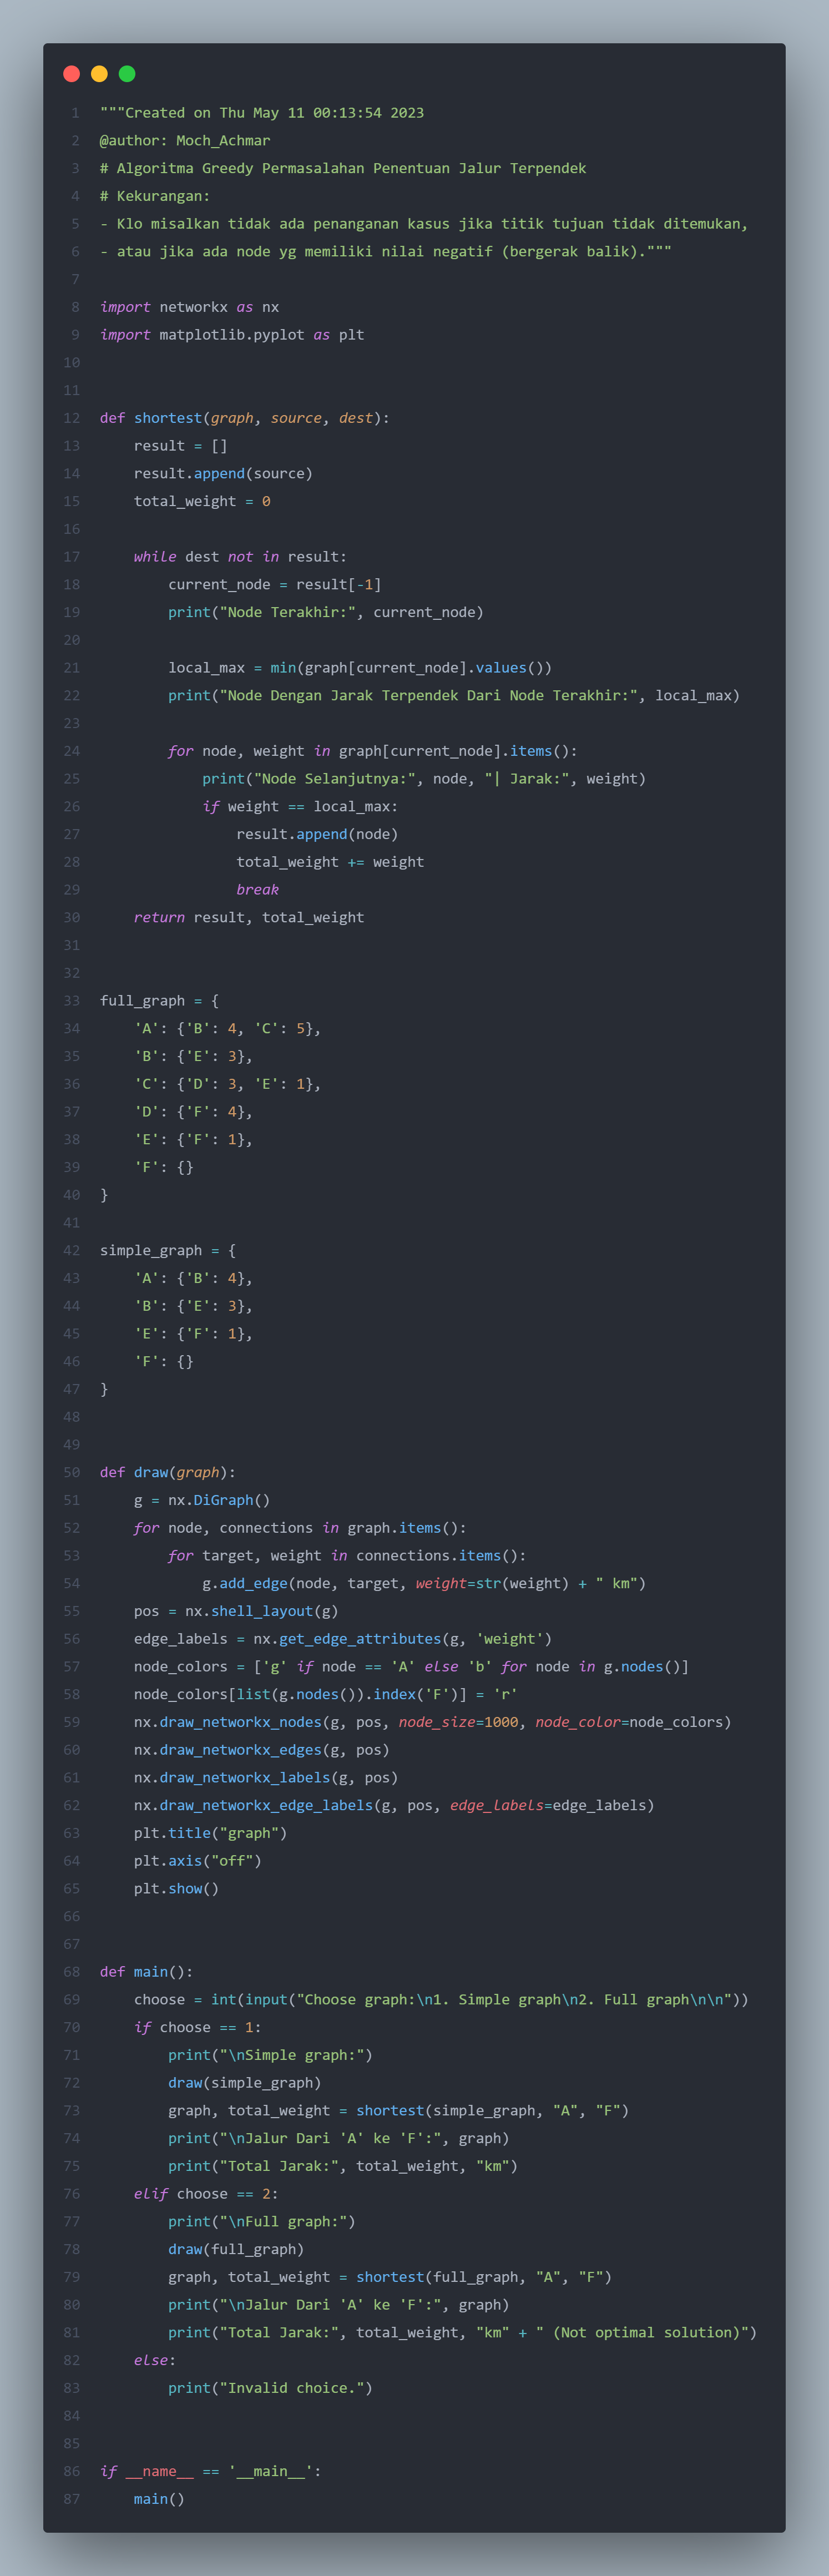 1 """Created on Thu May 11 00:13:54 2023
2 @author: Moch_Achmar
3 # Algoritma Greedy Permasalahan Penentuan Jalur Terpendek
4 # Kekurangan:
5 - Klo misalkan tidak ada penanganan kasus jika titik tujuan tidak ditemukan,
6 - atau jika ada node yg memiliki nilai negatif (bergerak balik)."""
7
8 import networkx as nx
9 import matplotlib.pyplot as plt
10
11
12 def shortest(graph, source, dest):
13     result = []
14     result.append(source)
15     total_weight = 0
16
17     while dest not in result:
18         current_node = result[-1]
19         print("Node Terakhir:", current_node)
20
21         local_max = min(graph[current_node].values())
22         print("Node Dengan Jarak Terpendek Dari Node Terakhir:", local_max)
23
24         for node, weight in graph[current_node].items():
25             print("Node Selanjutnya:", node, "| Jarak:", weight)
26             if weight == local_max:
27                 result.append(node)
28                 total_weight += weight
29                 break
30     return result, total_weight
31
32
33 full_graph = {
34     'A': {'B': 4, 'C': 5},
35     'B': {'E': 3},
36     'C': {'D': 3, 'E': 1},
37     'D': {'F': 4},
38     'E': {'F': 1},
39     'F': {}
40 }
41
42 simple_graph = {
43     'A': {'B': 4},
44     'B': {'E': 3},
45     'E': {'F': 1},
46     'F': {}
47 }
48
49
50 def draw(graph):
51     g = nx.DiGraph()
52     for node, connections in graph.items():
53         for target, weight in connections.items():
54             g.add_edge(node, target, weight=str(weight) + " km")
55     pos = nx.shell_layout(g)
56     edge_labels = nx.get_edge_attributes(g, 'weight')
57     node_colors = ['g' if node == 'A' else 'b' for node in g.nodes()]
58     node_colors[list(g.nodes()).index('F')] = 'r'
59     nx.draw_networkx_nodes(g, pos, node_size=1000, node_color=node_colors)
60     nx.draw_networkx_edges(g, pos)
61     nx.draw_networkx_labels(g, pos)
62     nx.draw_networkx_edge_labels(g, pos, edge_labels=edge_labels)
63     plt.title("graph")
64     plt.axis("off")
65     plt.show()
66
67
68 def main():
69     choose = int(input("Choose graph:\n1. Simple graph\n2. Full graph\n\n"))
70     if choose == 1:
71         print("\nSimple graph:")
72         draw(simple_graph)
73         graph, total_weight = shortest(simple_graph, "A", "F")
74         print("\nJalur Dari 'A' ke 'F':", graph)
75         print("Total Jarak:", total_weight, "km")
76     elif choose == 2:
77         print("\nFull graph:")
78         draw(full_graph)
79         graph, total_weight = shortest(full_graph, "A", "F")
80         print("\nJalur Dari 'A' ke 'F':", graph)
81         print("Total Jarak:", total_weight, "km" + " (Not optimal solution)")
82     else:
83         print("Invalid choice.")
84
85
86 if __name__ == '__main__':
87     main()